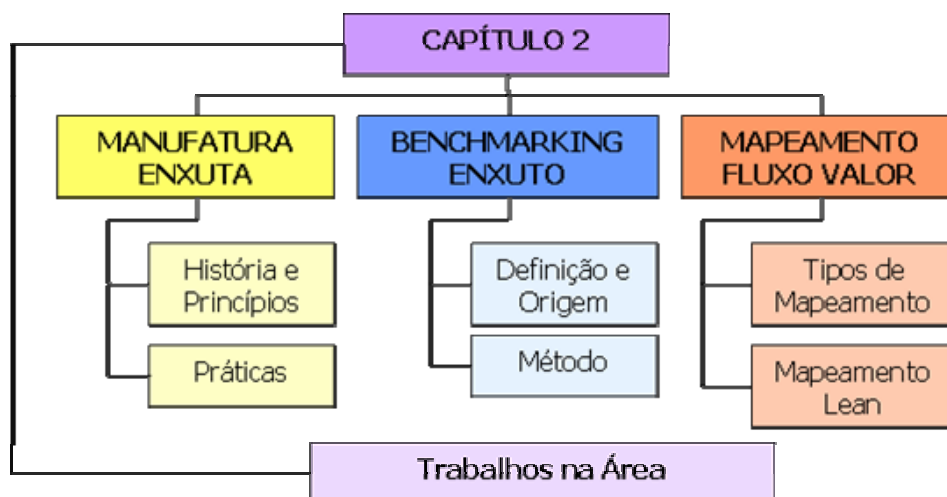 CAPÍTULO 2
MANUFATURA
ENXUTA
BENCHMARKING
ENXUTO
MAPEAMENTO
FLUXO VALOR
História e
Princípios
Definição e
Origem
Tipos de
Mapeamento
Práticas
Método
Mapeamento
Lean
Trabalhos na Área